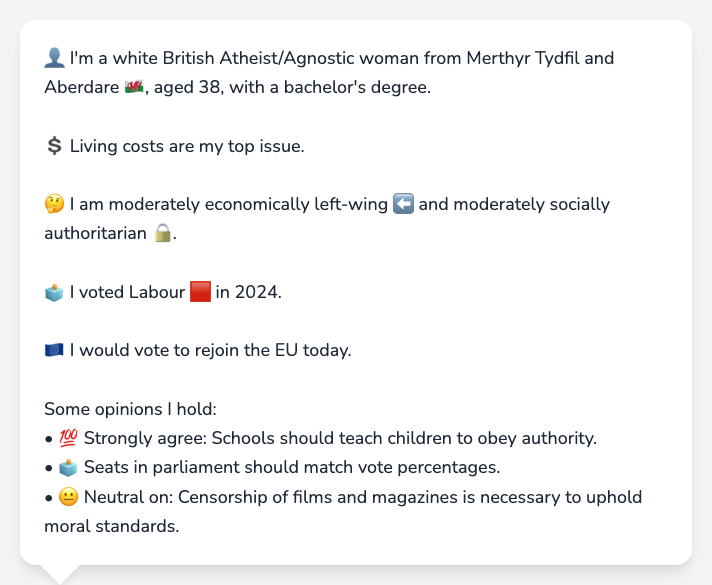 👤 I'm a white British Atheist/Agnostic woman from Merthyr Tydfil and
Aberdare 🏴󠁧󠁢󠁷󠁬󠁳󠁿, aged 38, with a bachelor's degree.
💲 Living costs are my top issue.
🤔 I am moderately economically left-wing ⬅️ and moderately socially
authoritarian 🔒.
🗳️ I voted Labour 🟥 in 2024.
🇪🇺 I would vote to rejoin the EU today.
Some opinions I hold:
• 💯 Strongly agree: Schools should teach children to obey authority.
• 🗳️ Seats in parliament should match vote percentages.
• 😐 Neutral on: Censorship of films and magazines is necessary to uphold
moral standards.